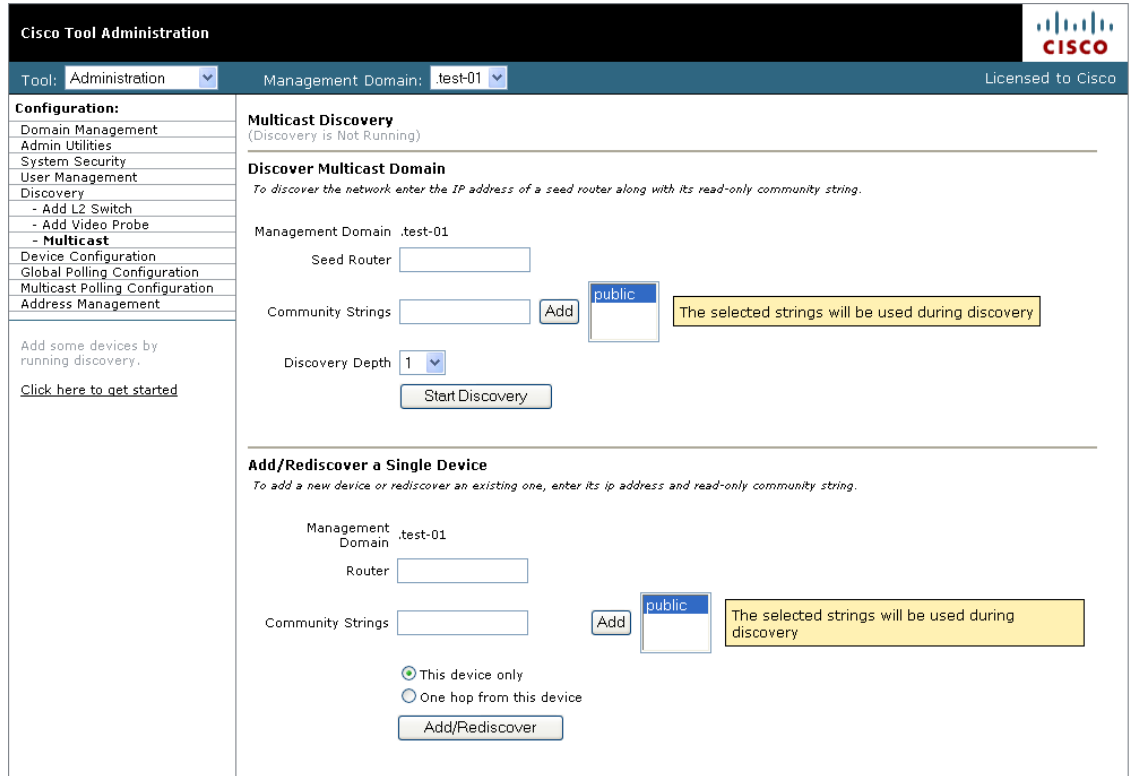 Cisco Tool Administration
CISCO
Tool: Administration
Management Domain: .test-01
Licensed to Cisco
Configuration:
Domain Management
Admin Utilities
System Security
User Management
Discovery
- Add L2 Switch
- Add Video Probe
- Multicast
Device Configuration
Global Polling Configuration
Multicast Polling Configuration
Address Management
Add some devices by
running discovery.
Click here to get started
Multicast Discovery
(Discovery is Not Running)
Discover Multicast Domain
To discover the network enter the IP address of a seed router along with its read-only community string.
Management Domain .test-01
Seed Router
Community Strings Add public The selected strings will be used during discovery
Discovery Depth 1
Start Discovery
Add/Rediscover a Single Device
To add a new device or rediscover an existing one, enter its ip address and read-only community string.
Management
Domain .test-01
Router
Community Strings Add public The selected strings will be used during
discovery
This device only
One hop from this device
Add/Rediscover